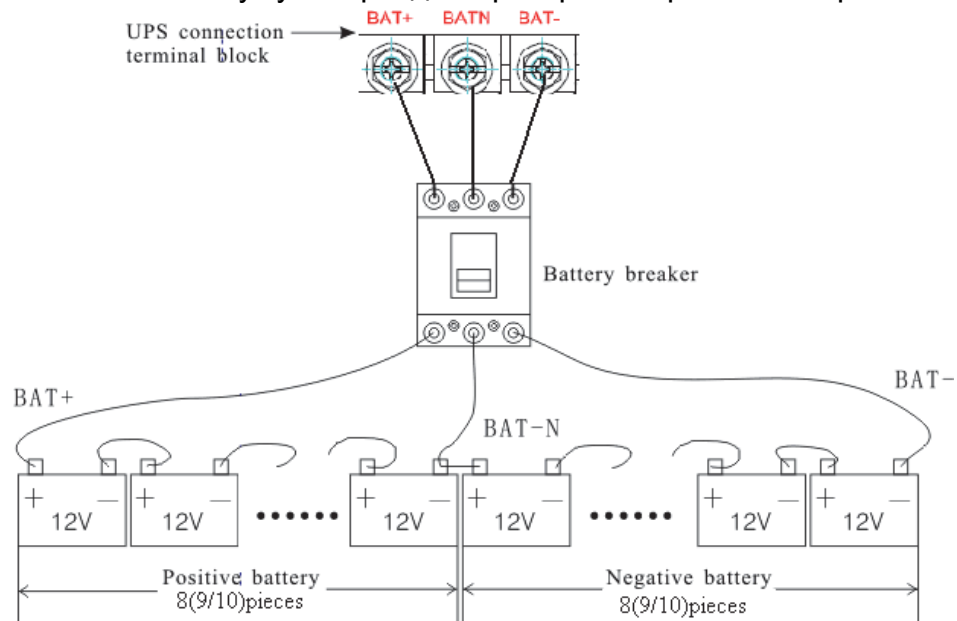 BAT+ BATN BAT-
UPS connection
terminal block
Battery breaker
BAT+
BAT-
BAT-N
+ — + — + — + — + — + —
12V 12V 12V 12V 12V 12V
Positive battery
8(9/10)pieces
Negative battery
8(9/10)pieces